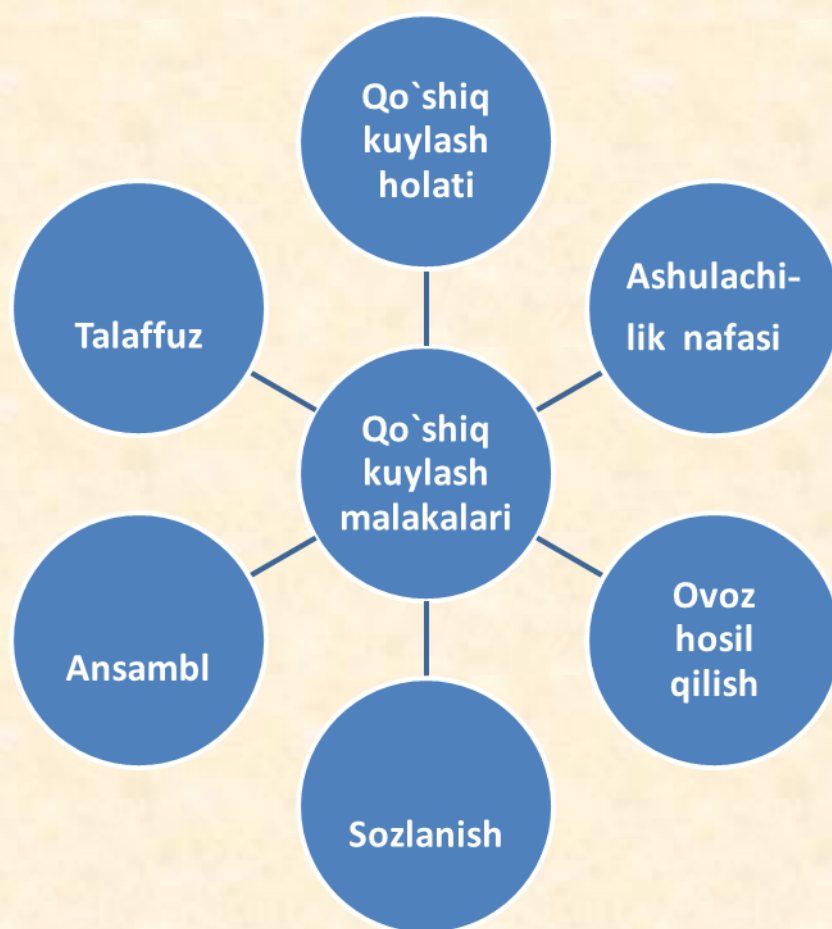 Qo`shiq
kuylash
holati
Ashulachi-
lik nafasi
Talaffuz
Qo`shiq
kuylash
malakalari
Ovoz
hosil
qilish
Ansambl
Sozlanish